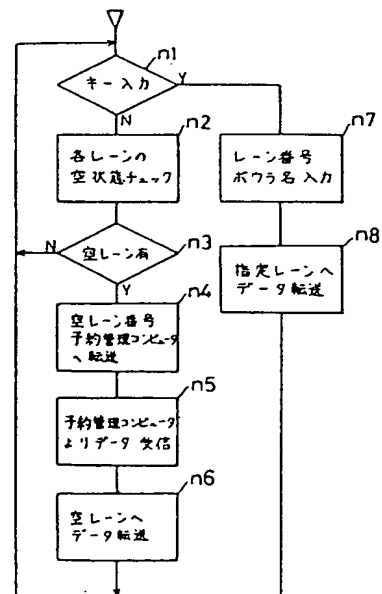 n1
キー入力
Y
N
n2
各レーンの
空状態チェック
n3
空レーン有
N
Y
n4
空レーン番号
予約管理コンピュータ
へ転送
n5
予約管理コンピュータ
よりデータ受信
n6
空レーンへ
データ転送
n7
レーン番号
ボウラ名入力
n8
指定レーンへ
データ転送